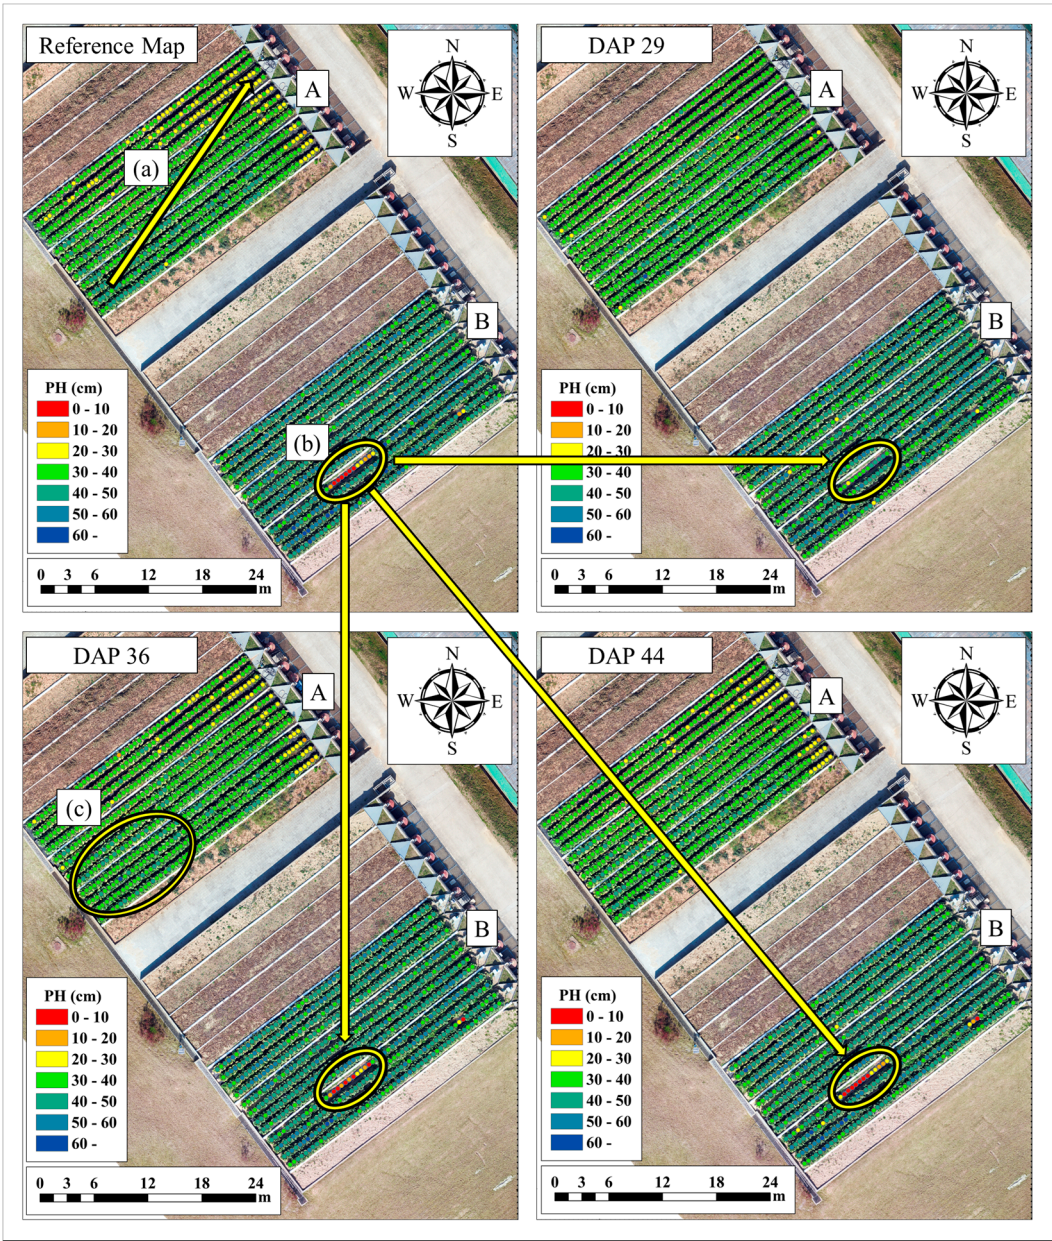 Reference Map
N
W
E
S
A
(a)
B
(b)
PH (cm)
0 - 10
10 - 20
20 - 30
30 - 40
40 - 50
50 - 60
60 -
0 3 6 12 18 24 m
DAP 29
N
W
E
S
A
B
PH (cm)
0 - 10
10 - 20
20 - 30
30 - 40
40 - 50
50 - 60
60 -
0 3 6 12 18 24 m
DAP 36
N
W
E
S
A
(c)
B
PH (cm)
0 - 10
10 - 20
20 - 30
30 - 40
40 - 50
50 - 60
60 -
0 3 6 12 18 24 m
DAP 44
N
W
E
S
A
B
PH (cm)
0 - 10
10 - 20
20 - 30
30 - 40
40 - 50
50 - 60
60 -
0 3 6 12 18 24 m